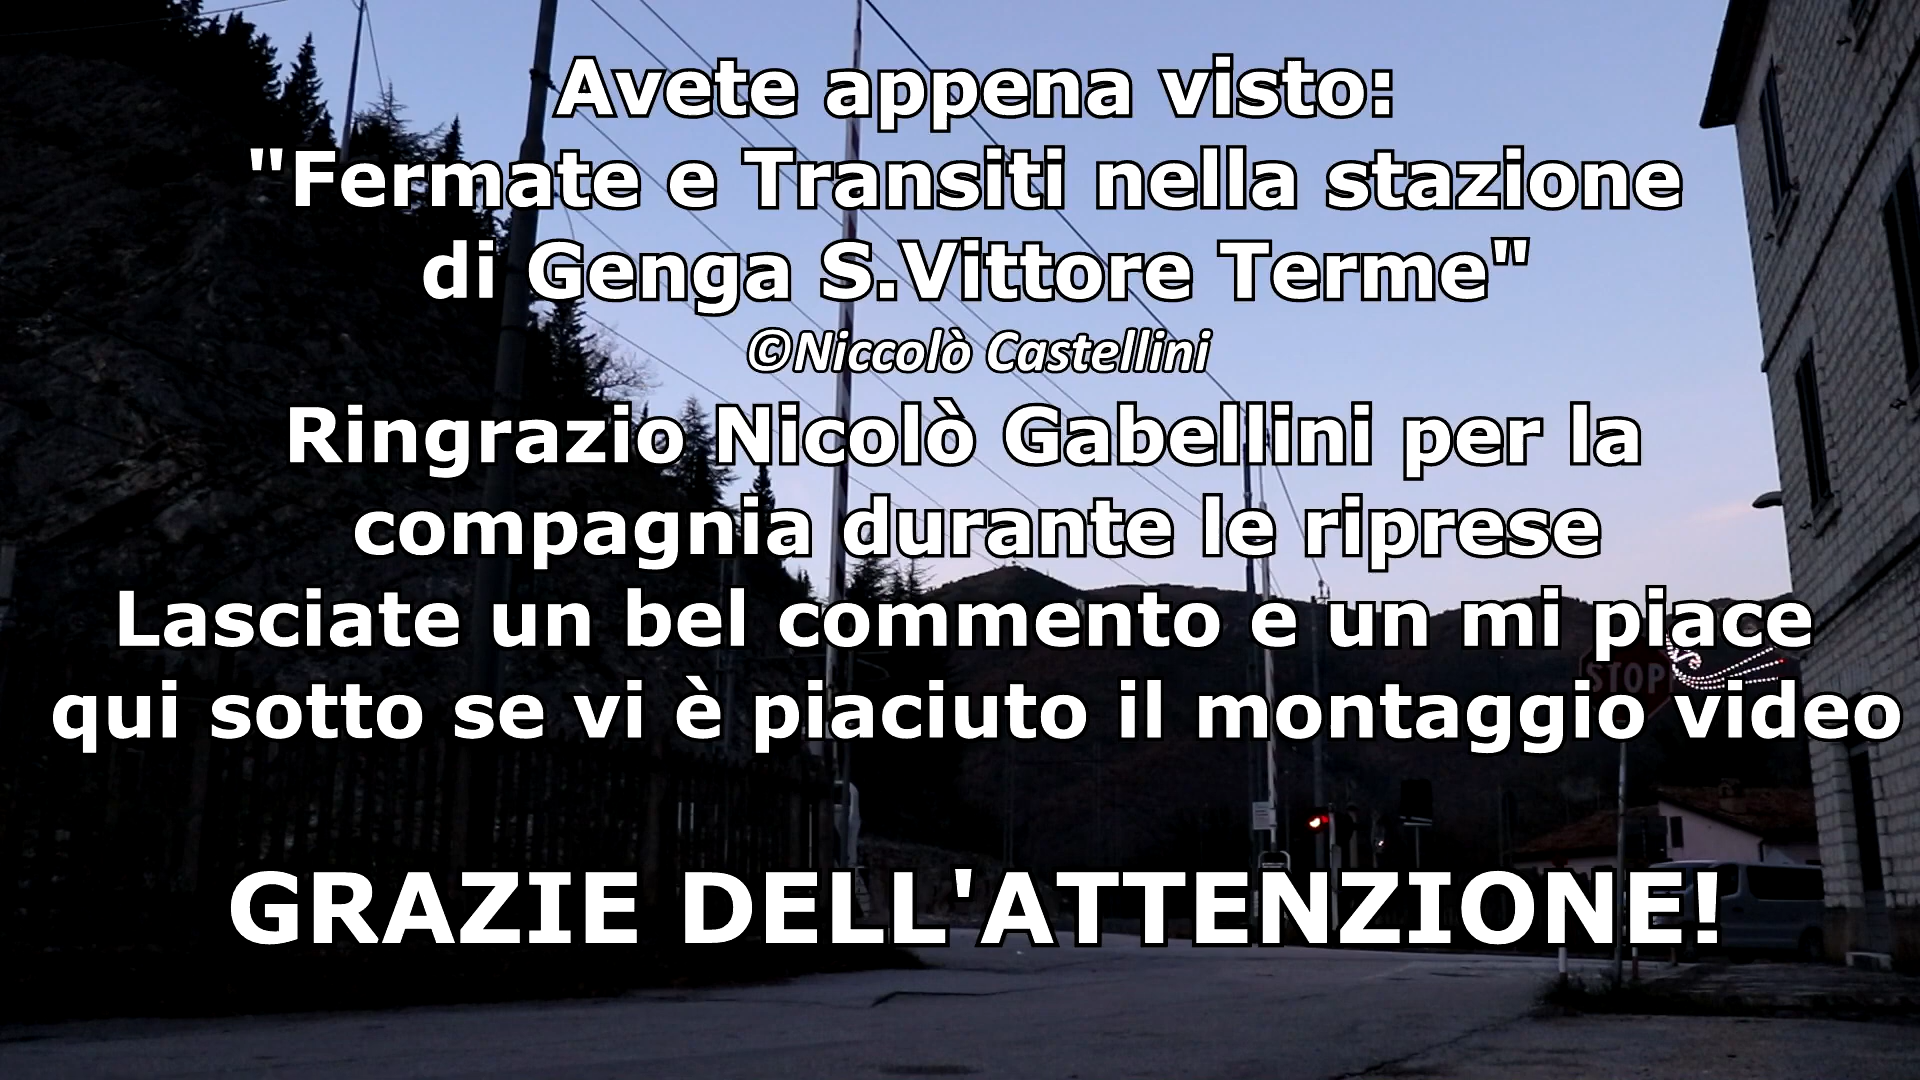 Avete appena visto:
"Fermate e Transiti nella stazione
di Genga S.Vittore Terme"
©Niccolò Castellini
Ringrazio Nicolò Gabellini per la
compagnia durante le riprese
Lasciate un bel commento e un mi piace
qui sotto se vi è piaciuto il montaggio video
STOP
GRAZIE DELL'ATTENZIONE!